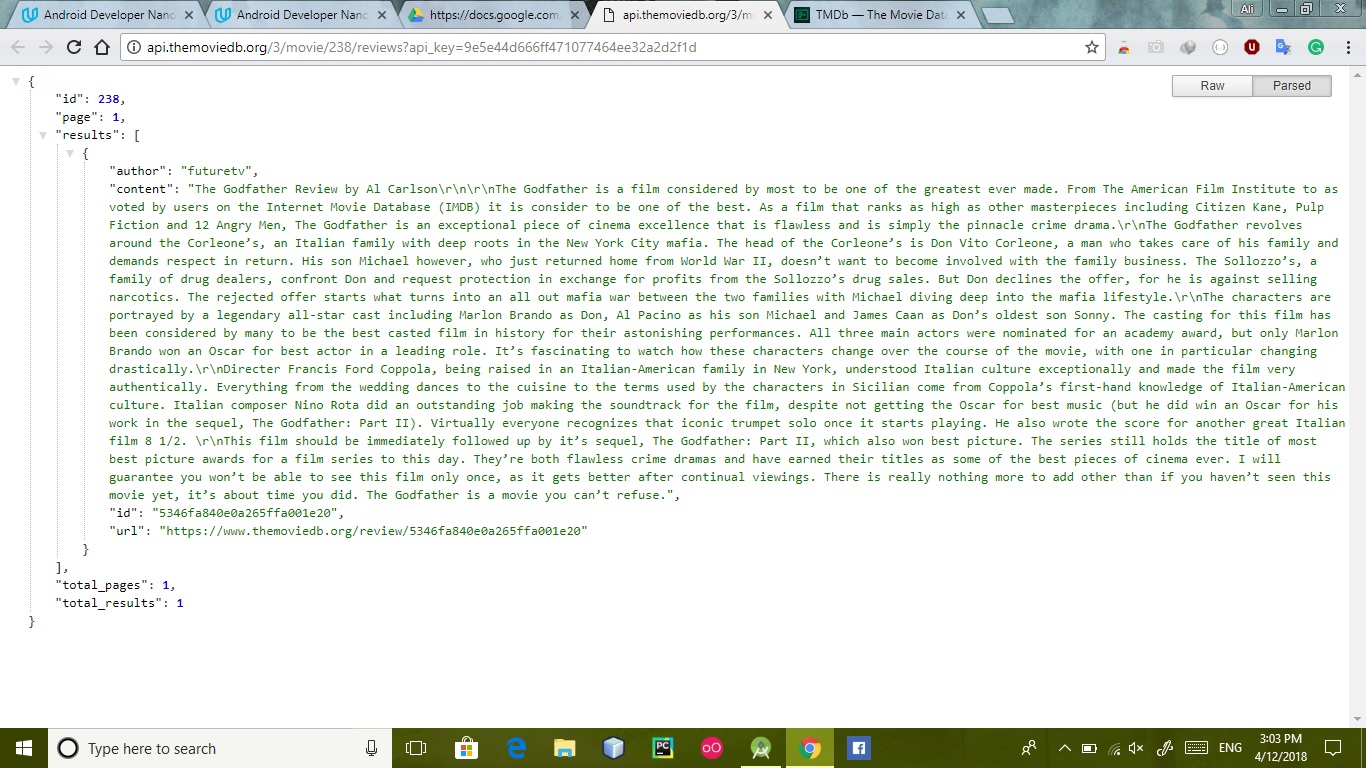 Android Developer Nano
Android Developer Nano
https://docs.google.com
api.themoviedb.org/3/m
TMDb — The Movie Data
Ali
api.themoviedb.org/3/movie/238/reviews?api_key=9e5e44d666ff471077464ee32a2d2f1d
Raw
Parsed
{
"id": 238,
"page": 1,
"results": [
{
"author": "futuretv",
"content": "The Godfather Review by Al Carlson\r\n\r\nThe Godfather is a film considered by most to be one of the greatest ever made. From The American Film Institute to as
voted by users on the Internet Movie Database (IMDB) it is consider to be one of the best. As a film that ranks as high as other masterpieces including Citizen Kane, Pulp
Fiction and 12 Angry Men, The Godfather is an exceptional piece of cinema excellence that is flawless and is simply the pinnacle crime drama.\r\nThe Godfather revolves
around the Corleone’s, an Italian family with deep roots in the New York City mafia. The head of the Corleone’s is Don Vito Corleone, a man who takes care of his family and
demands respect in return. His son Michael however, who just returned home from World War II, doesn’t want to become involved with the family business. The Sollozzo’s, a
family of drug dealers, confront Don and request protection in exchange for profits from the Sollozzo’s drug sales. But Don declines the offer, for he is against selling
narcotics. The rejected offer starts what turns into an all out mafia war between the two families with Michael diving deep into the mafia lifestyle.\r\nThe characters are
portrayed by a legendary all-star cast including Marlon Brando as Don, Al Pacino as his son Michael and James Caan as Don’s oldest son Sonny. The casting for this film has
been considered by many to be the best casted film in history for their astonishing performances. All three main actors were nominated for an academy award, but only Marlon
Brando won an Oscar for best actor in a leading role. It’s fascinating to watch how these characters change over the course of the movie, with one in particular changing
drastically.\r\nDirecter Francis Ford Coppola, being raised in an Italian-American family in New York, understood Italian culture exceptionally and made the film very
authentically. Everything from the wedding dances to the cuisine to the terms used by the characters in Sicilian come from Coppola’s first-hand knowledge of Italian-American
culture. Italian composer Nino Rota did an outstanding job making the soundtrack for the film, despite not getting the Oscar for best music (but he did win an Oscar for his
work in the sequel, The Godfather: Part II). Virtually everyone recognizes that iconic trumpet solo once it starts playing. He also wrote the score for another great Italian
film 8 1/2. \r\nThis film should be immediately followed up by it’s sequel, The Godfather: Part II, which also won best picture. The series still holds the title of most
best picture awards for a film series to this day. They’re both flawless crime dramas and have earned their titles as some of the best pieces of cinema ever. I will
guarantee you won’t be able to see this film only once, as it gets better after continual viewings. There is really nothing more to add other than if you haven’t seen this
movie yet, it’s about time you did. The Godfather is a movie you can’t refuse.",
"id": "5346fa840e0a265ffa001e20",
"url": "https://www.themoviedb.org/review/5346fa840e0a265ffa001e20"
}
],
"total_pages": 1,
"total_results": 1
}
Type here to search
ENG
3:03 PM
4/12/2018